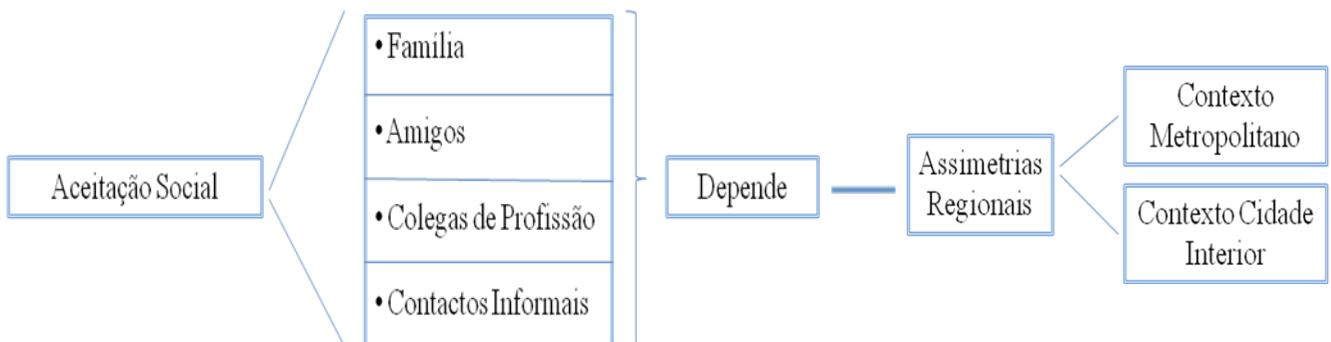 Aceitação Social
• Família
• Amigos
• Colegas de Profissão
• Contactos Informais
Depende
Assimetrias
Regionais
Contexto
Metropolitano
Contexto Cidade
Interior